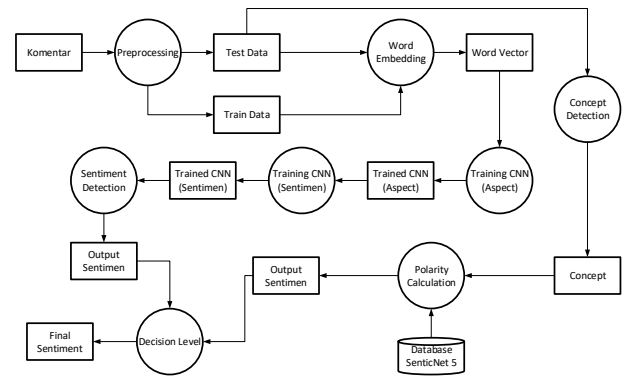 Komentar
Preprocessing
Test Data
Word
Embedding
Word Vector
Train Data
Concept
Detection
Sentiment
Detection
Trained CNN
(Sentimen)
Training CNN
(Sentimen)
Trained CNN
(Aspect)
Training CNN
(Aspect)
Output
Sentimen
Output
Sentimen
Polarity
Calculation
Concept
Final
Sentiment
Decision Level
Database
SenticNet 5